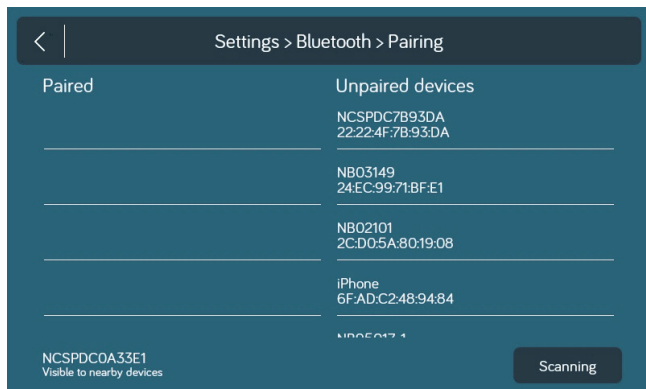 Settings > Bluetooth > Pairing
Paired
Unpaired devices
NCSPDC7B93DA
22:22:4F:7B:93:DA
NB03149
24:EC:99:71:BF:E1
NB02101
2C:D0:5A:80:19:08
iPhone
6F:AD:C2:48:94:84
NCSPDC0A33E1
Visible to nearby devices
Scanning